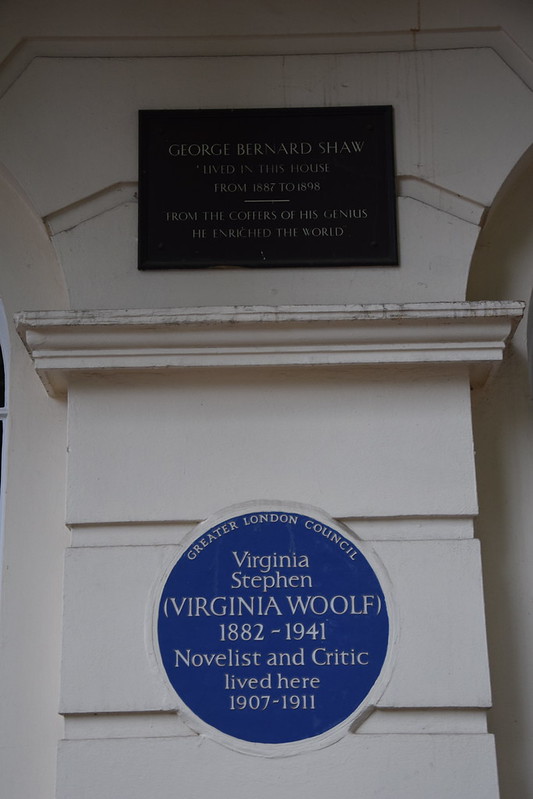 GEORGE BERNARD SHAW
LIVED IN THIS HOUSE
FROM 1887 TO 1898
FROM THE COFFERS OF HIS GENIUS
HE ENRICHED THE WORLD
GREATER LONDON COUNCIL
Virginia
Stephen
(VIRGINIA WOOLF)
1882 - 1941
Novelist and Critic
lived here
1907-1911